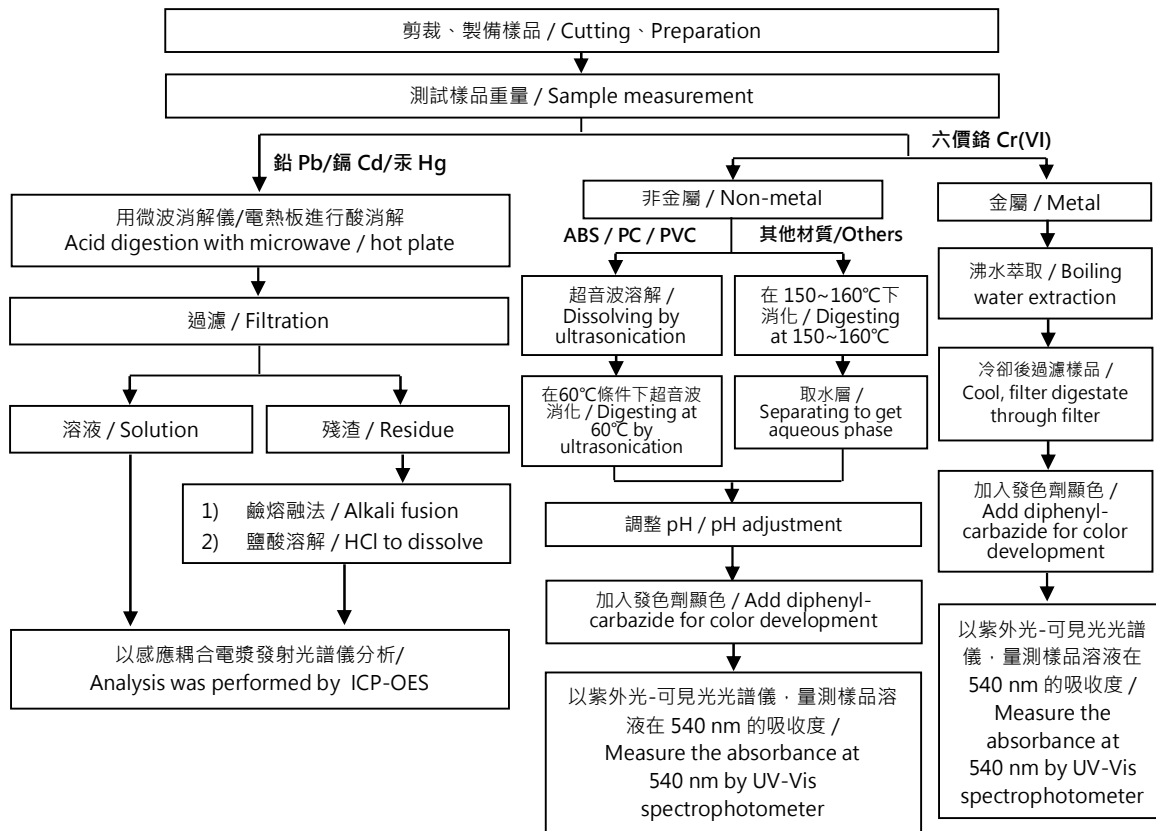 剪裁、製備樣品 / Cutting、Preparation
測試樣品重量 / Sample measurement
鉛 Pb/鎘 Cd/汞 Hg
六價鉻 Cr(VI)
用微波消解儀/電熱板進行酸消解
Acid digestion with microwave / hot plate
過濾 / Filtration
溶液 / Solution
殘渣 / Residue
1) 鹼熔融法 / Alkali fusion
2) 鹽酸溶解 / HCl to dissolve
以感應耦合電漿發射光譜儀分析/
Analysis was performed by ICP-OES
非金屬 / Non-metal
ABS / PC / PVC
其他材質/Others
超音波溶解 /
Dissolving by
ultrasonication
在60℃條件下超音波
消化 / Digesting at
60℃ by
ultrasonication
在 150~160℃下
消化 / Digesting
at 150~160℃
取水層 /
Separating to get
aqueous phase
調整 pH / pH adjustment
加入發色劑顯色 / Add diphenyl-
carbazide for color development
以紫外光-可見光光譜儀，量測樣品溶
液在 540 nm 的吸收度 /
Measure the absorbance at
540 nm by UV-Vis
spectrophotometer
金屬 / Metal
沸水萃取 / Boiling
water extraction
冷卻後過濾樣品 /
Cool, filter digestate
through filter
加入發色劑顯色 /
Add diphenyl-
carbazide for color
development
以紫外光-可見光光譜
儀，量測樣品溶液在
540 nm 的吸收度 /
Measure the
absorbance at
540 nm by UV-Vis
spectrophotometer